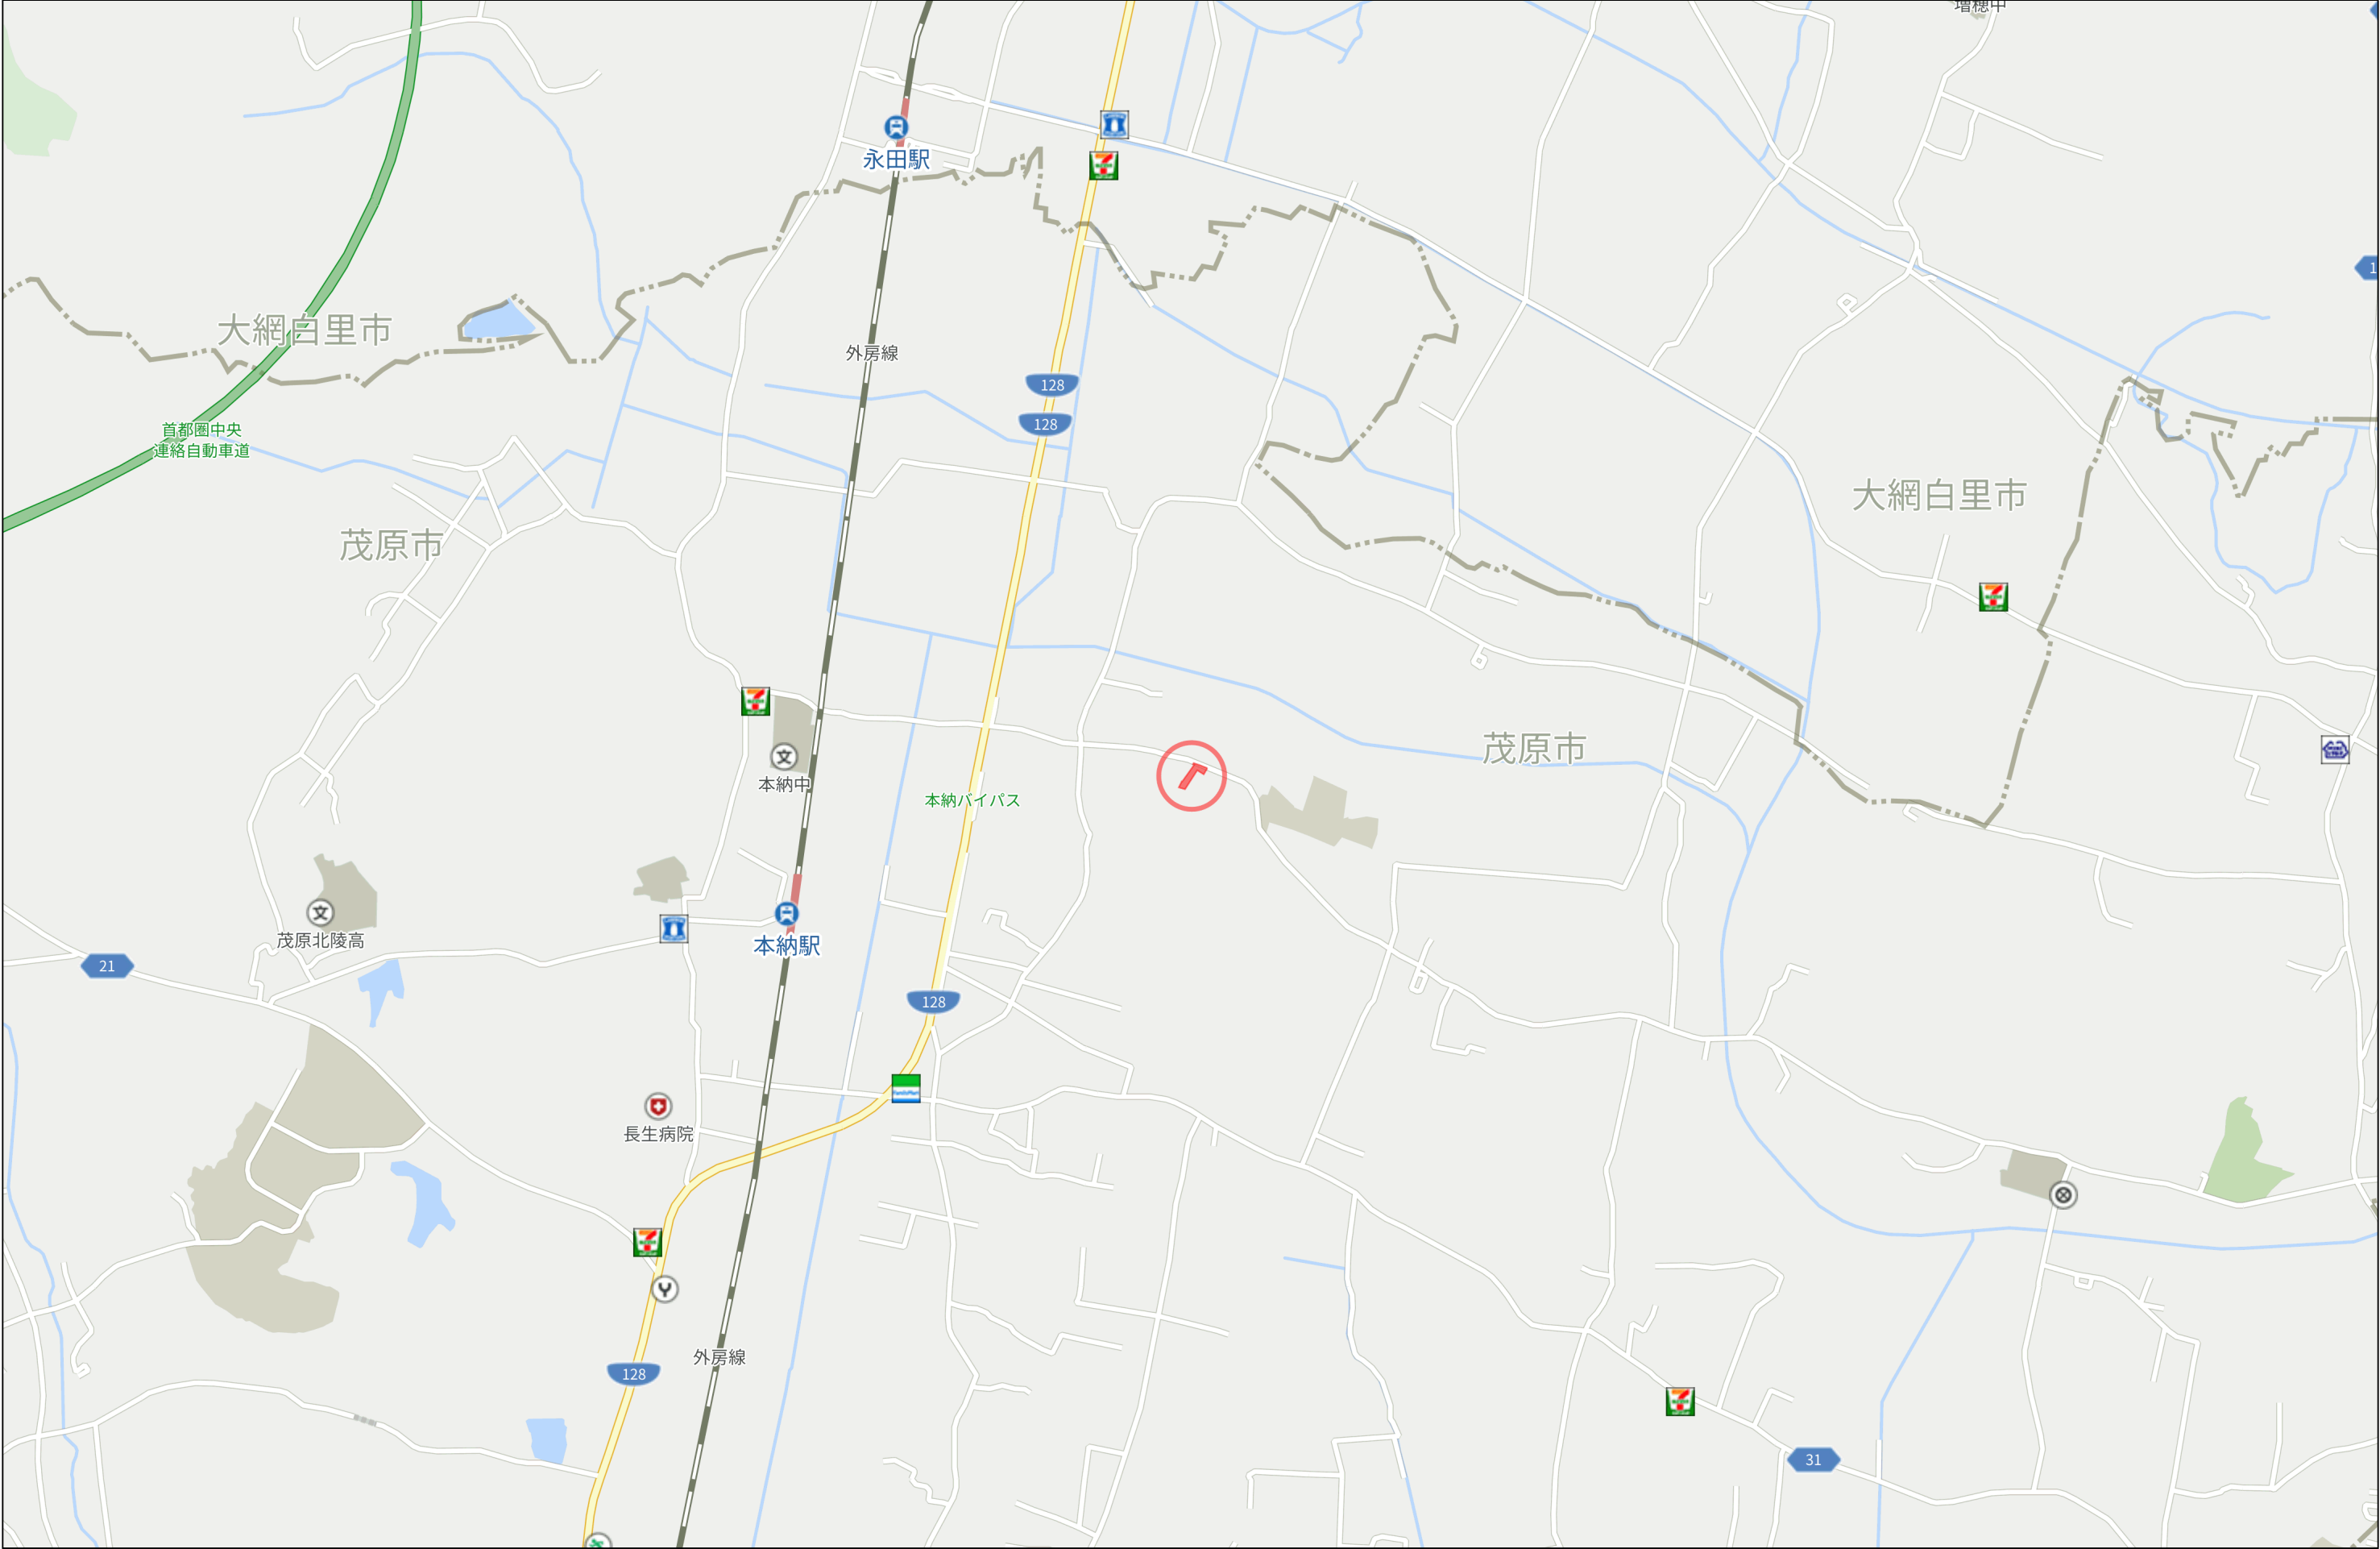 増穂中
永田駅
大網白里市
外房線
128
128
首都圏中央
連絡自動車道
大網白里市
茂原市
茂原市
本納中
本納バイパス
茂原北陵高
本納駅
21
128
長生病院
外房線
128
31